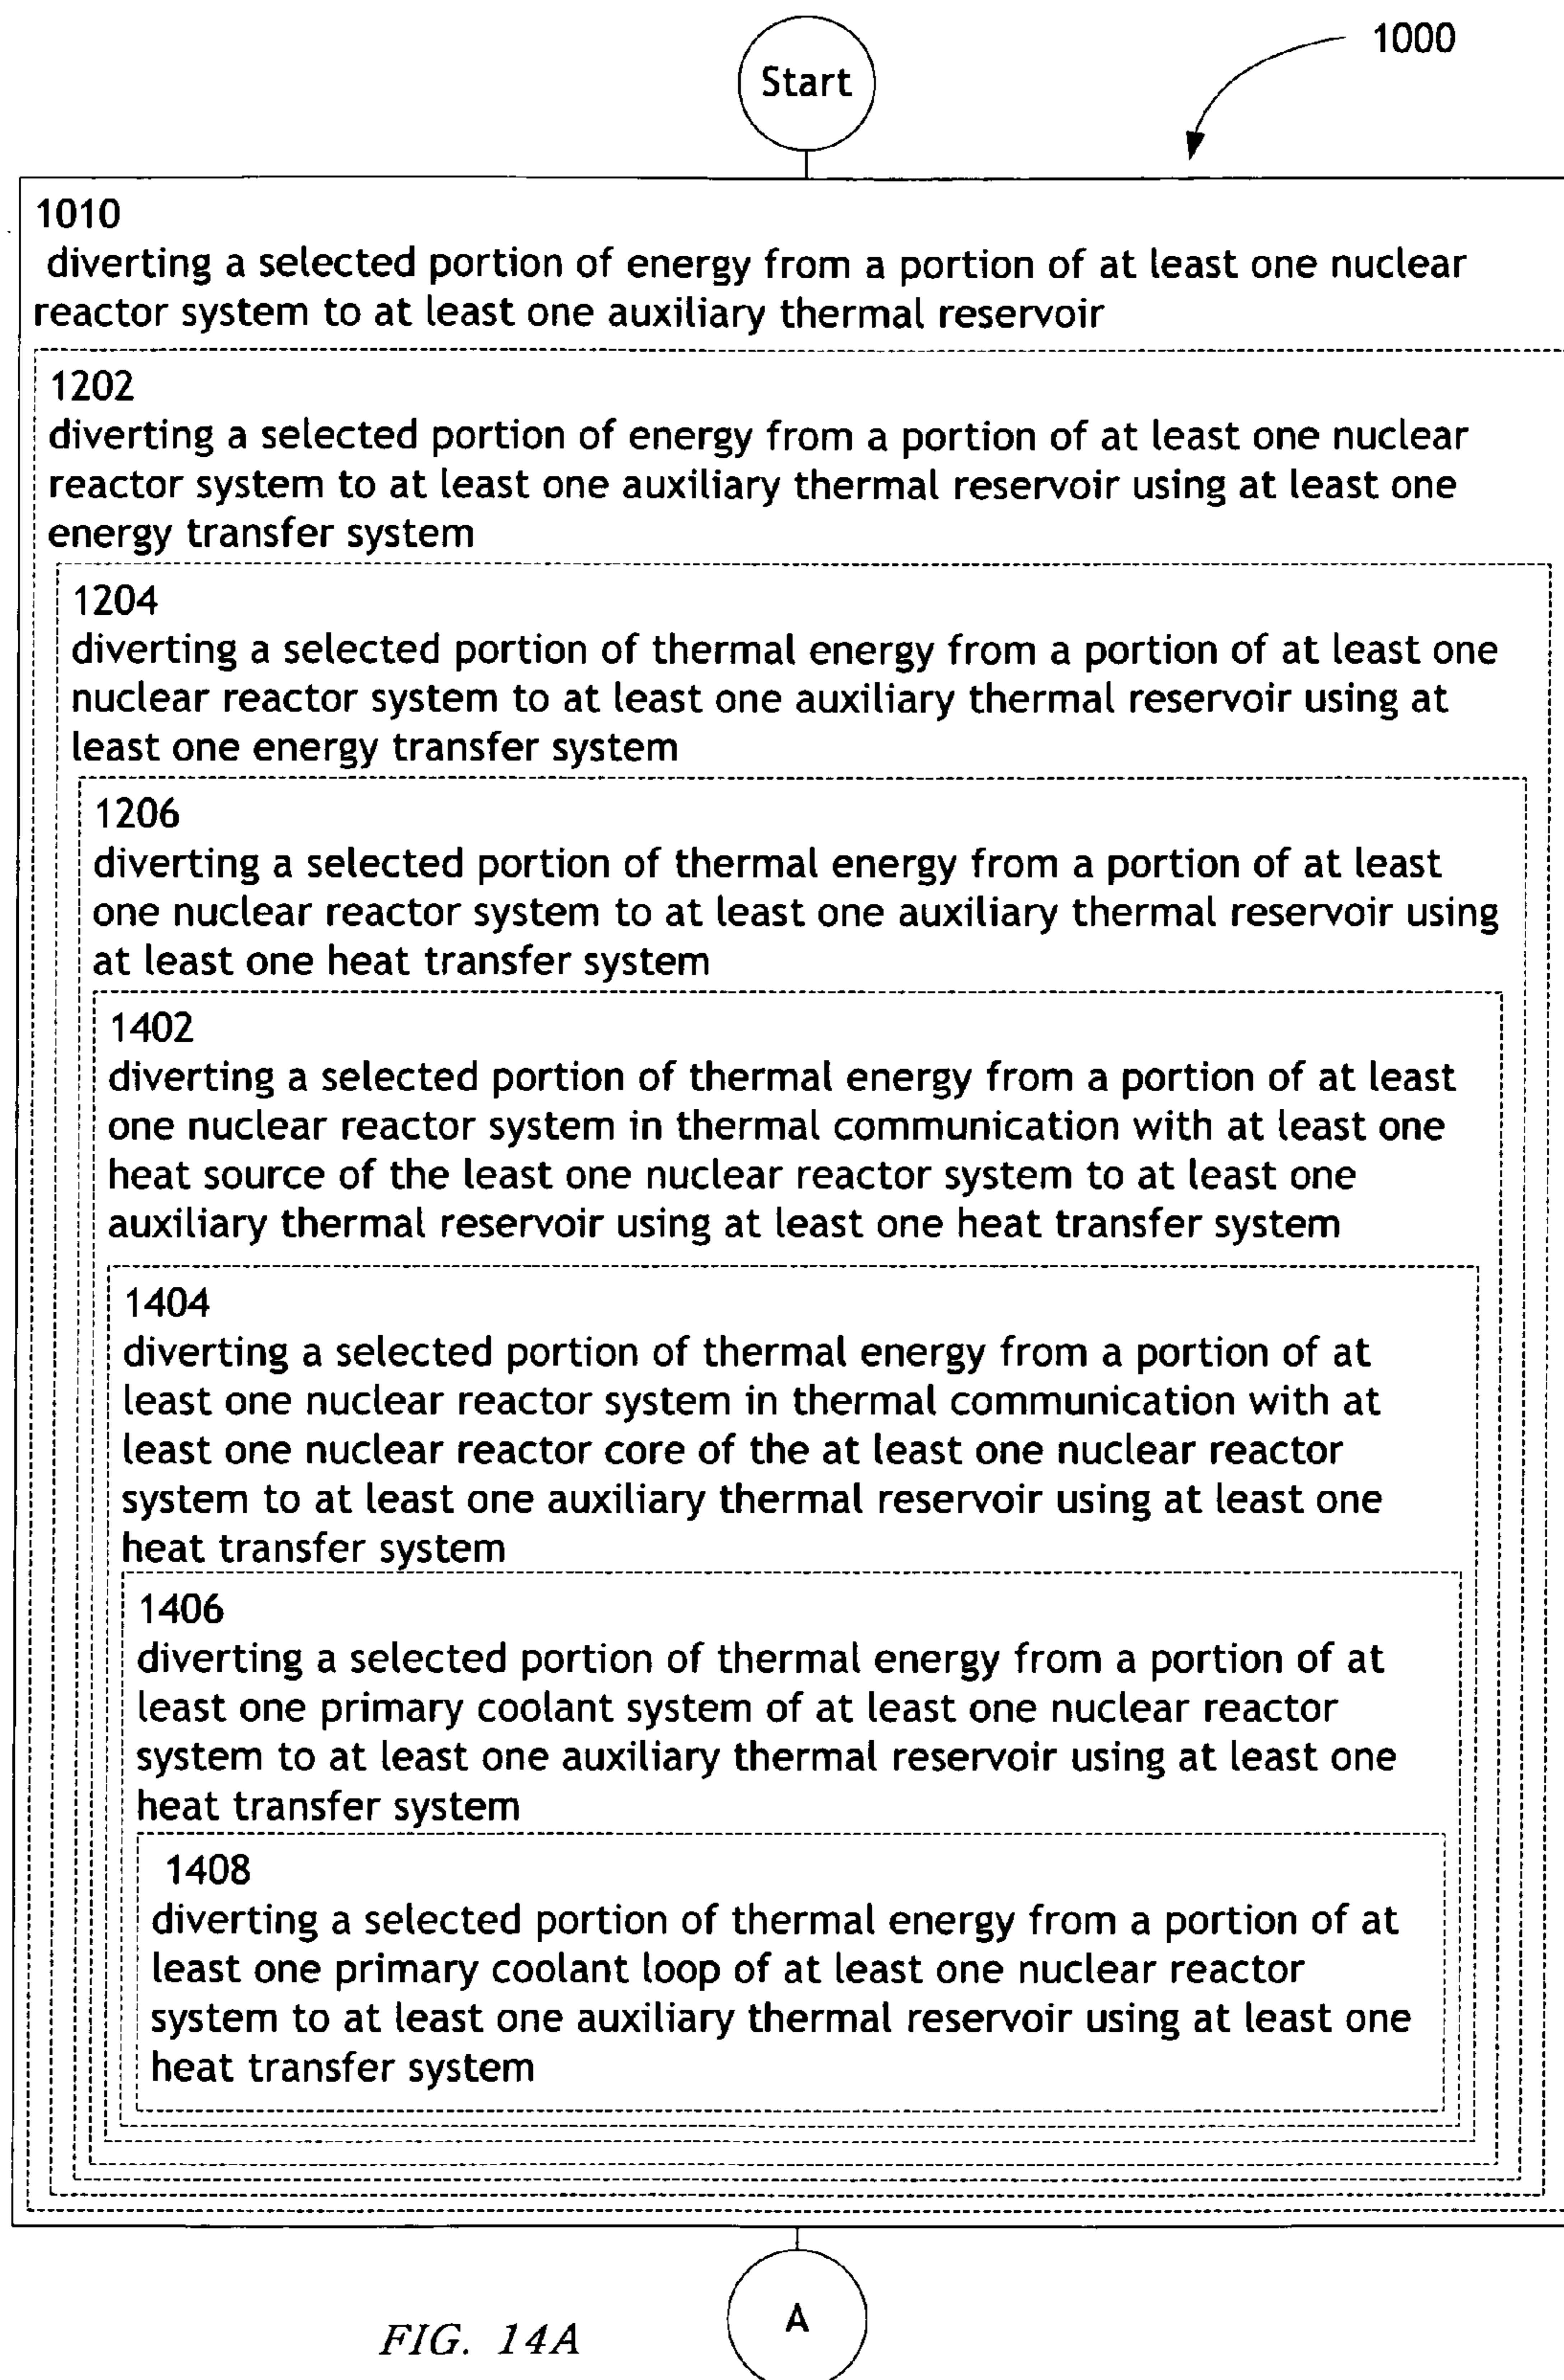 Start
1000
1010
diverting a selected portion of energy from a portion of at least one nuclear
reactor system to at least one auxiliary thermal reservoir
1202
diverting a selected portion of energy from a portion of at least one nuclear
reactor system to at least one auxiliary thermal reservoir using at least one
energy transfer system
1204
diverting a selected portion of thermal energy from a portion of at least one
nuclear reactor system to at least one auxiliary thermal reservoir using at
least one energy transfer system
1206
diverting a selected portion of thermal energy from a portion of at least
one nuclear reactor system to at least one auxiliary thermal reservoir using
at least one heat transfer system
1402
diverting a selected portion of thermal energy from a portion of at least
one nuclear reactor system in thermal communication with at least one
heat source of the least one nuclear reactor system to at least one
auxiliary thermal reservoir using at least one heat transfer system
1404
diverting a selected portion of thermal energy from a portion of at
least one nuclear reactor system in thermal communication with at
least one nuclear reactor core of the at least one nuclear reactor
system to at least one auxiliary thermal reservoir using at least one
heat transfer system
1406
diverting a selected portion of thermal energy from a portion of at
least one primary coolant system of at least one nuclear reactor
system to at least one auxiliary thermal reservoir using at least one
heat transfer system
1408
diverting a selected portion of thermal energy from a portion of at
least one primary coolant loop of at least one nuclear reactor
system to at least one auxiliary thermal reservoir using at least one
heat transfer system
A
FIG. 14A